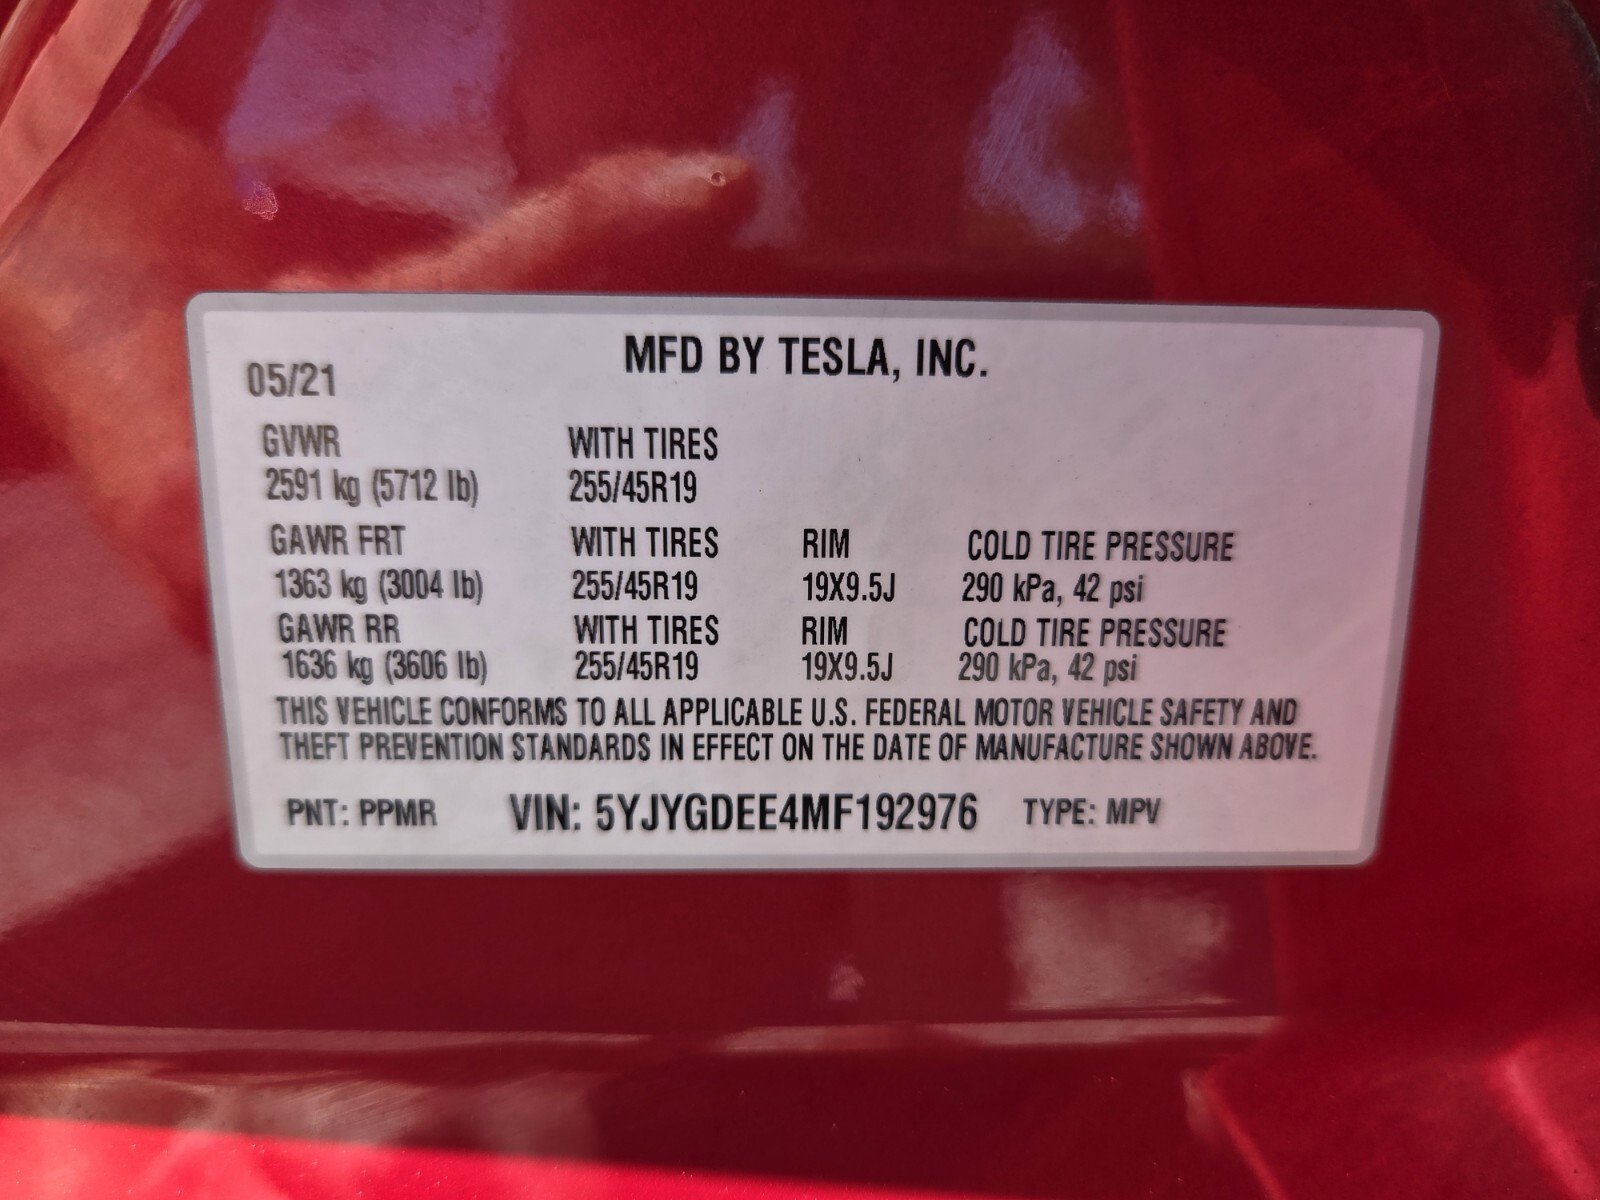 MFD BY TESLA, INC.
05/21
GVWR WITH TIRES
2591 kg (5712 lb) 255/45R19
GAWR FRT WITH TIRES RIM COLD TIRE PRESSURE
1363 kg (3004 lb) 255/45R19 19X9.5J 290 kPa, 42 psi
GAWR RR WITH TIRES RIM COLD TIRE PRESSURE
1636 kg (3606 lb) 255/45R19 19X9.5J 290 kPa, 42 psi
THIS VEHICLE CONFORMS TO ALL APPLICABLE U.S. FEDERAL MOTOR VEHICLE SAFETY AND
THEFT PREVENTION STANDARDS IN EFFECT ON THE DATE OF MANUFACTURE SHOWN ABOVE.
PNT: PPMR VIN: 5YJYGDEE4MF192976 TYPE: MPV